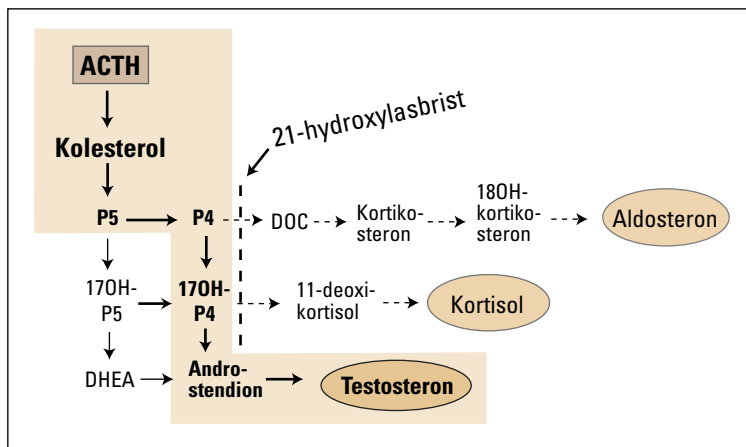 ACTH
21-hydroxylasbrist
Kolesterol
P5
P4
DOC
Kortiko-
steron
18OH-
kortiko-
steron
Aldosteron
17OH-
P5
17OH-
P4
11-deoxi-
kortisol
Kortisol
DHEA
Andro-
stendion
Testosteron